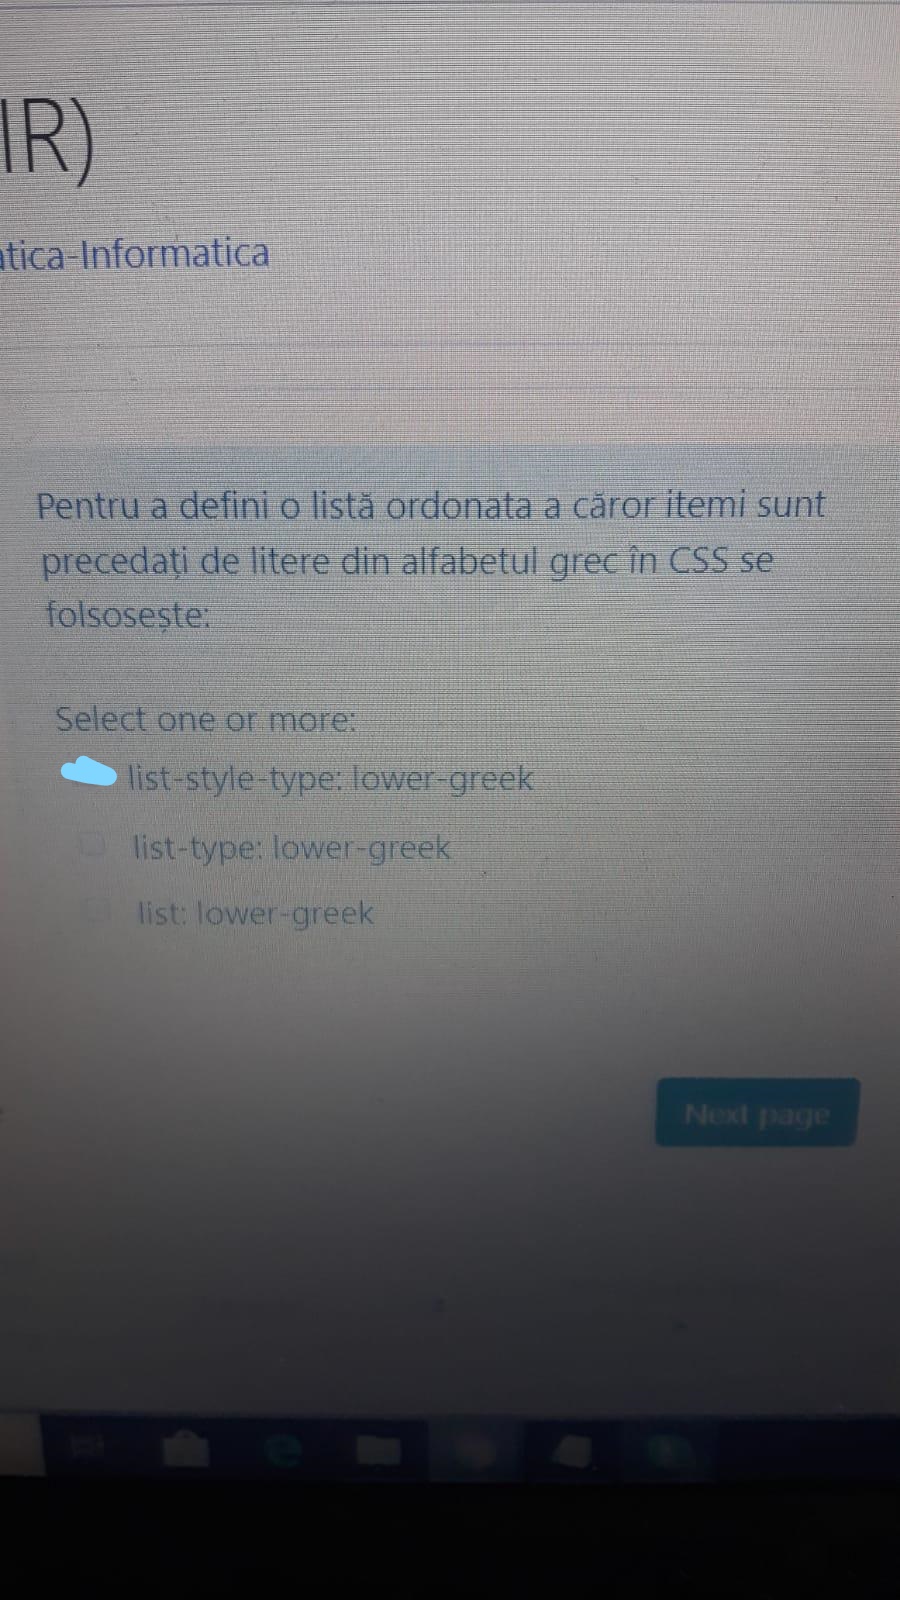 IR)
tica-Informatica
Pentru a defini o listă ordonata a căror itemi sunt
precedați de litere din alfabetul grec în CSS se
folsosește:
Select one or more:
list-style-type: lower-greek
list-type: lower-greek
list: lower-greek
Next page